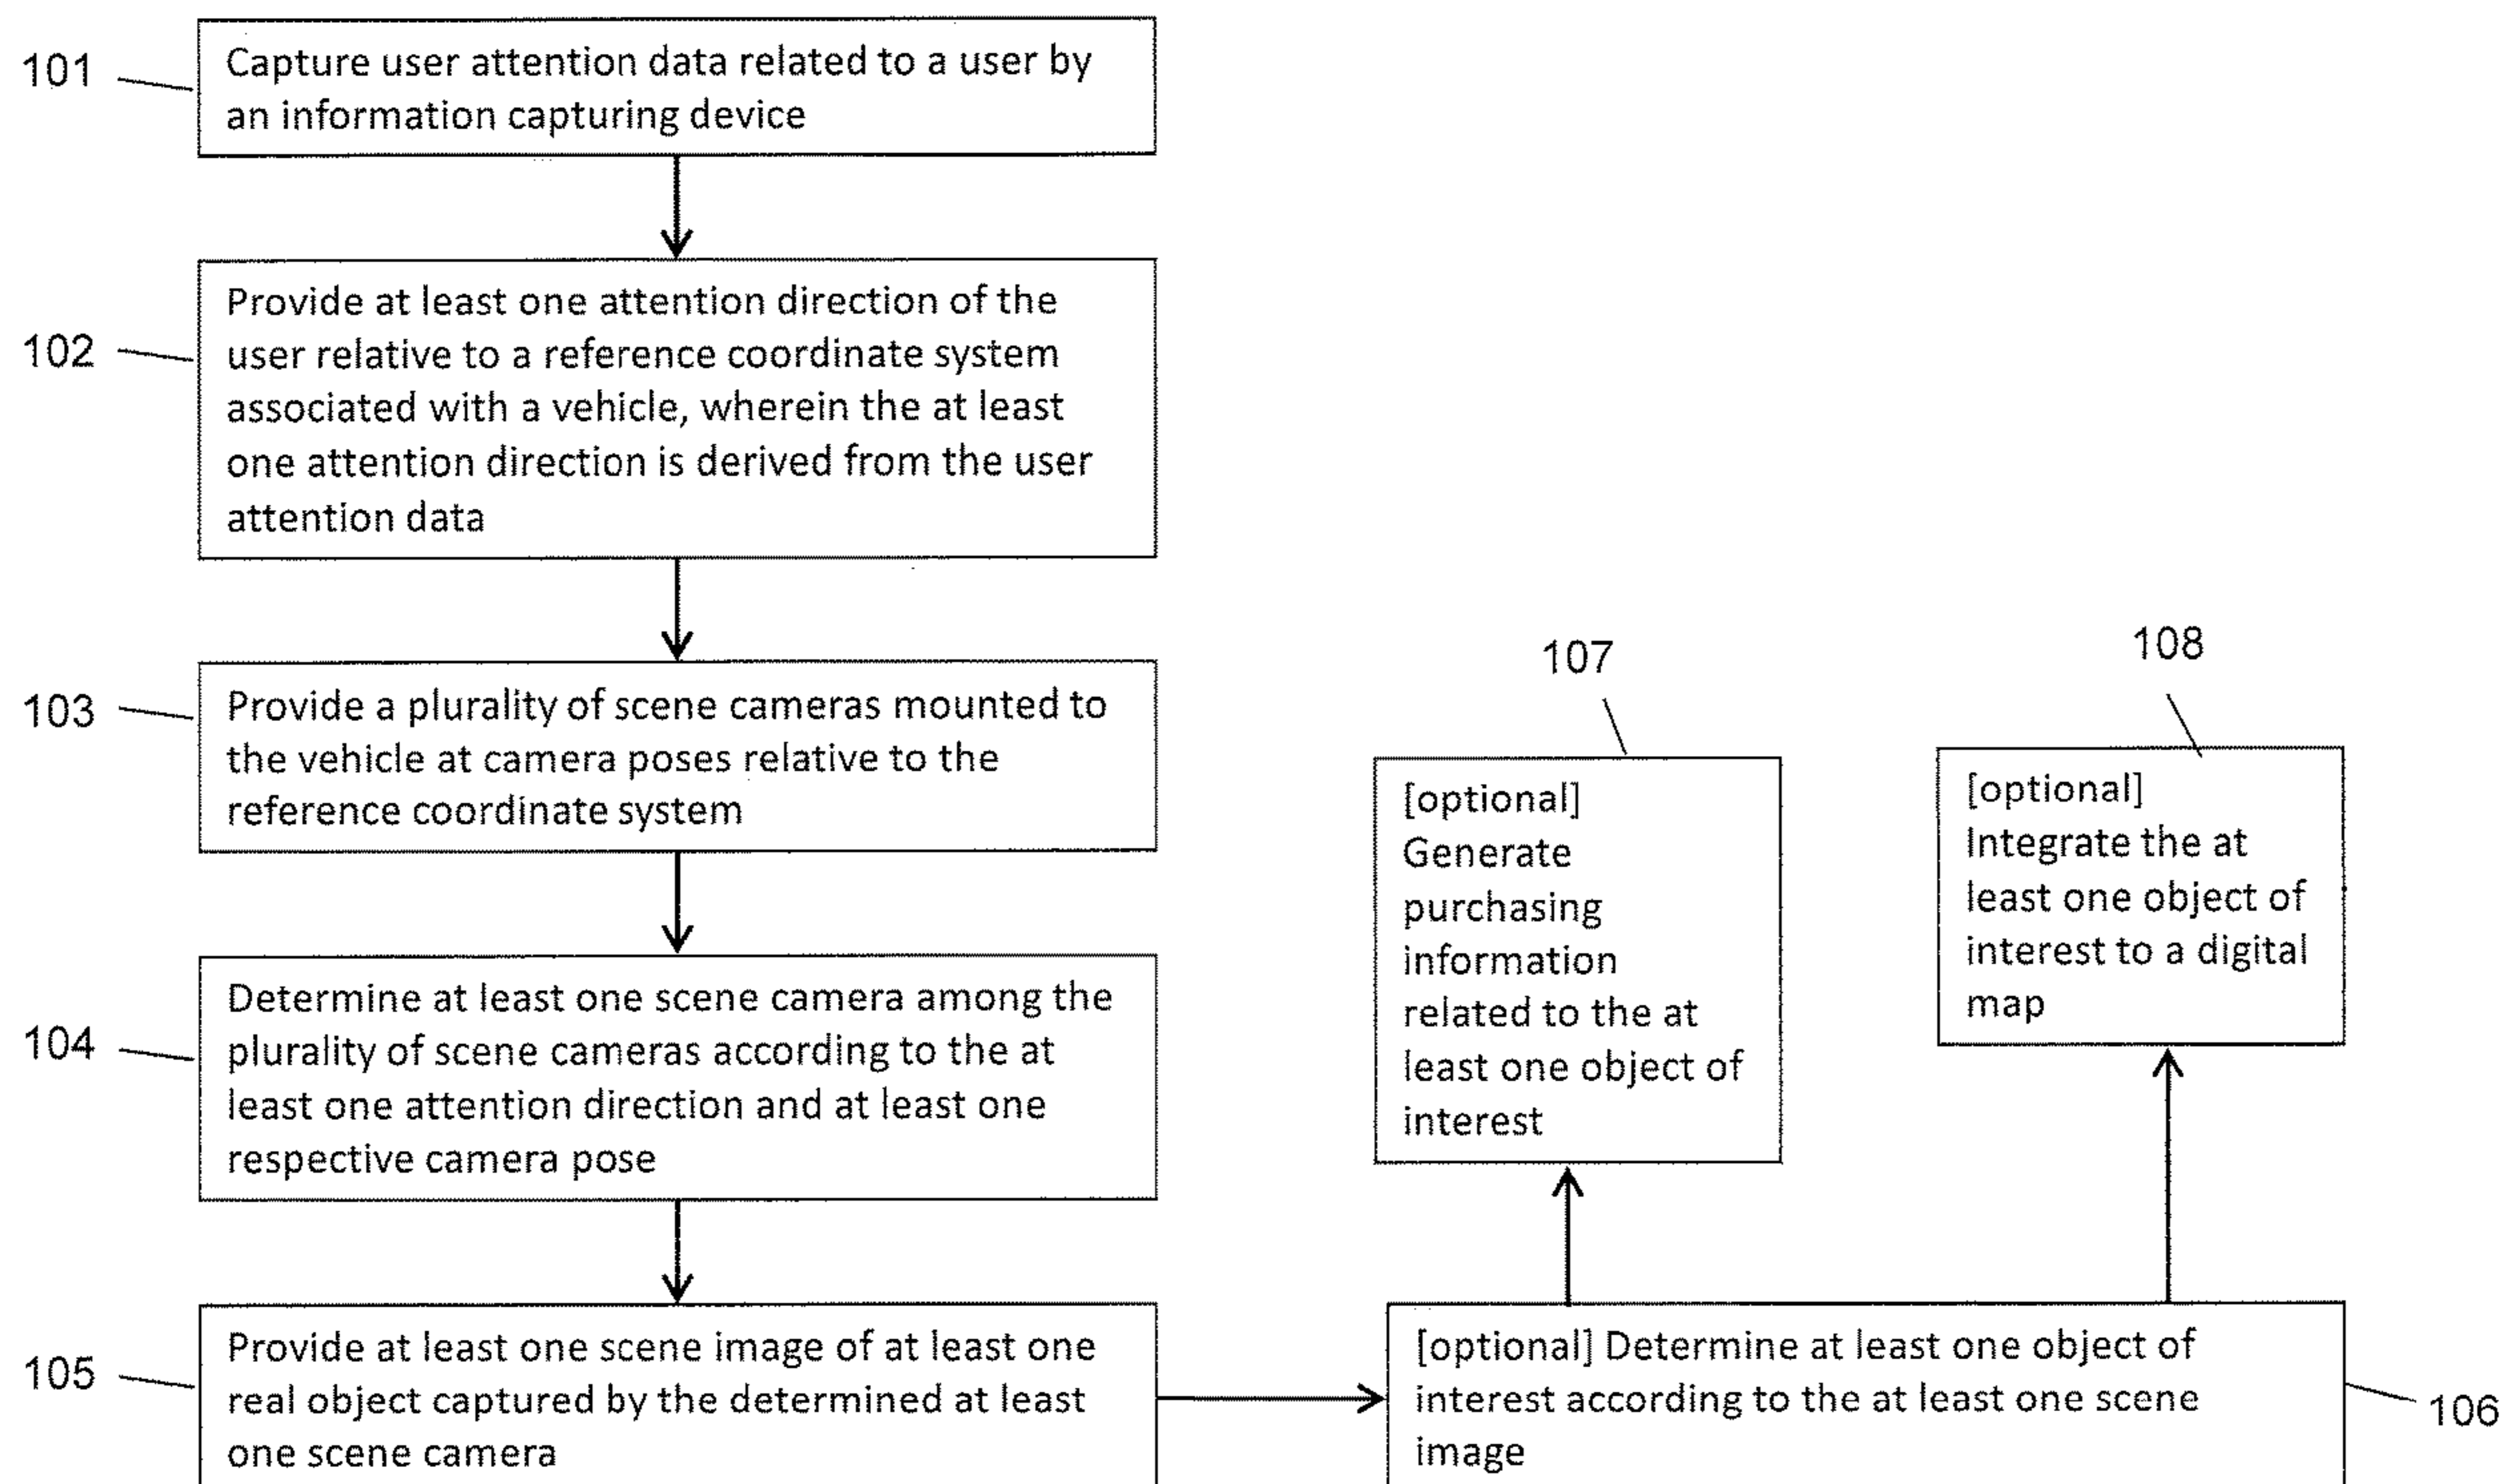 101
Capture user attention data related to a user by
an information capturing device
102
Provide at least one attention direction of the
user relative to a reference coordinate system
associated with a vehicle, wherein the at least
one attention direction is derived from the user
attention data
103
Provide a plurality of scene cameras mounted to
the vehicle at camera poses relative to the
reference coordinate system
104
Determine at least one scene camera among the
plurality of scene cameras according to the at
least one attention direction and at least one
respective camera pose
105
Provide at least one scene image of at least one
real object captured by the determined at least
one scene camera
106
[optional] Determine at least one object of
interest according to the at least one scene
image
107
[optional]
Generate
purchasing
information
related to the at
least one object of
interest
108
[optional]
Integrate the at
least one object of
interest to a digital
map